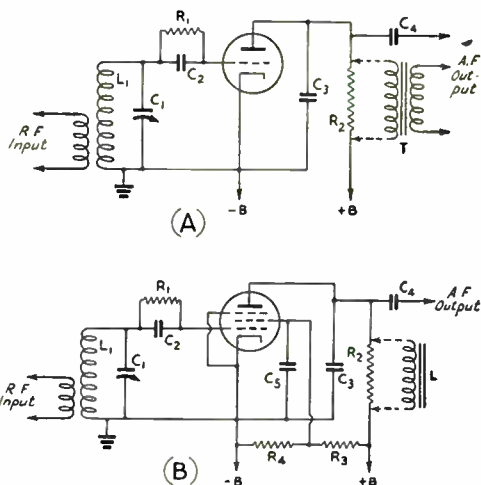 R₁
C₄
C₂
L₁
C₁
C₃
A.F.
Out-
put
R₂
RF
Input
T
-B
+B
(A)
R₁
C₄
A F
Output
C₂
L₁
C₁
R₂
L
C₅
C₃
RF
Input
R₄
R₃
-B
+B
(B)